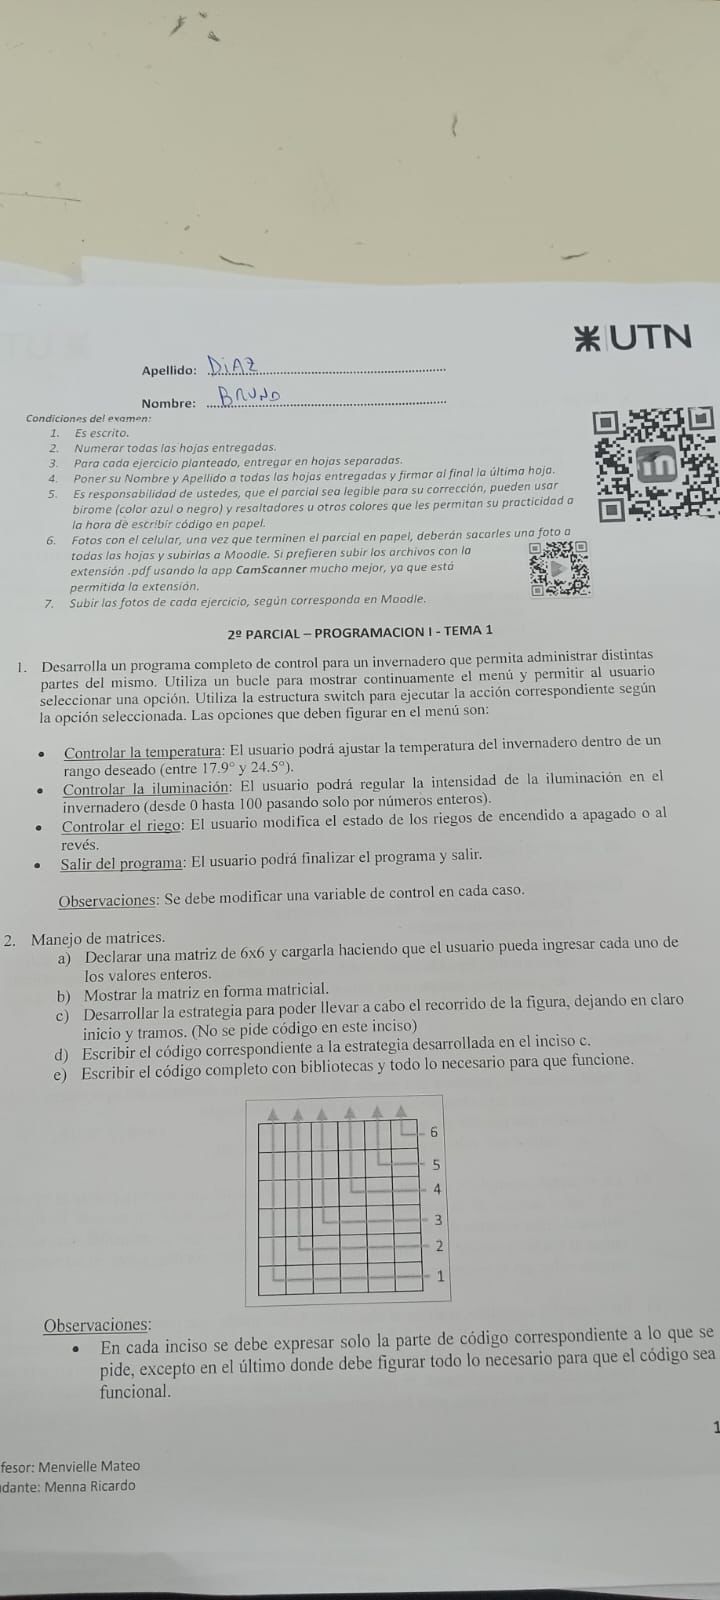 UTN
Apellido: DiAZ
Nombre: BRUNO
Condiciones del examen:
1. Es escrito.
2. Numerar todas las hojas entregadas.
3. Para cada ejercicio planteado, entregar en hojas separadas.
4. Poner su Nombre y Apellido a todas las hojas entregadas y firmar al final la última hoja.
5. Es responsabilidad de ustedes, que el parcial sea legible para su corrección, pueden usar
birome (color azul o negro) y resaltadores u otros colores que les permitan su practicidad a
la hora de escribir código en papel.
6. Fotos con el celular, una vez que terminen el parcial en papel, deberán sacarles una foto a
todas las hojas y subirlas a Moodle. Si prefieren subir los archivos con la
extensión .pdf usando la app CamScanner mucho mejor, ya que está
permitida la extensión.
7. Subir las fotos de cada ejercicio, según corresponda en Moodle.
2º PARCIAL – PROGRAMACION I - TEMA 1
1. Desarrolla un programa completo de control para un invernadero que permita administrar distintas
partes del mismo. Utiliza un bucle para mostrar continuamente el menú y permitir al usuario
seleccionar una opción. Utiliza la estructura switch para ejecutar la acción correspondiente según
la opción seleccionada. Las opciones que deben figurar en el menú son:
• Controlar la temperatura: El usuario podrá ajustar la temperatura del invernadero dentro de un
rango deseado (entre 17.9° y 24.5°).
• Controlar la iluminación: El usuario podrá regular la intensidad de la iluminación en el
invernadero (desde 0 hasta 100 pasando solo por números enteros).
• Controlar el riego: El usuario modifica el estado de los riegos de encendido a apagado o al
revés.
• Salir del programa: El usuario podrá finalizar el programa y salir.
Observaciones: Se debe modificar una variable de control en cada caso.
2. Manejo de matrices.
a) Declarar una matriz de 6x6 y cargarla haciendo que el usuario pueda ingresar cada uno de
los valores enteros.
b) Mostrar la matriz en forma matricial.
c) Desarrollar la estrategia para poder llevar a cabo el recorrido de la figura, dejando en claro
inicio y tramos. (No se pide código en este inciso)
d) Escribir el código correspondiente a la estrategia desarrollada en el inciso c.
e) Escribir el código completo con bibliotecas y todo lo necesario para que funcione.
6
5
4
3
2
1
Observaciones:
• En cada inciso se debe expresar solo la parte de código correspondiente a lo que se
pide, excepto en el último donde debe figurar todo lo necesario para que el código sea
funcional.
1
fesor: Menvielle Mateo
dante: Menna Ricardo